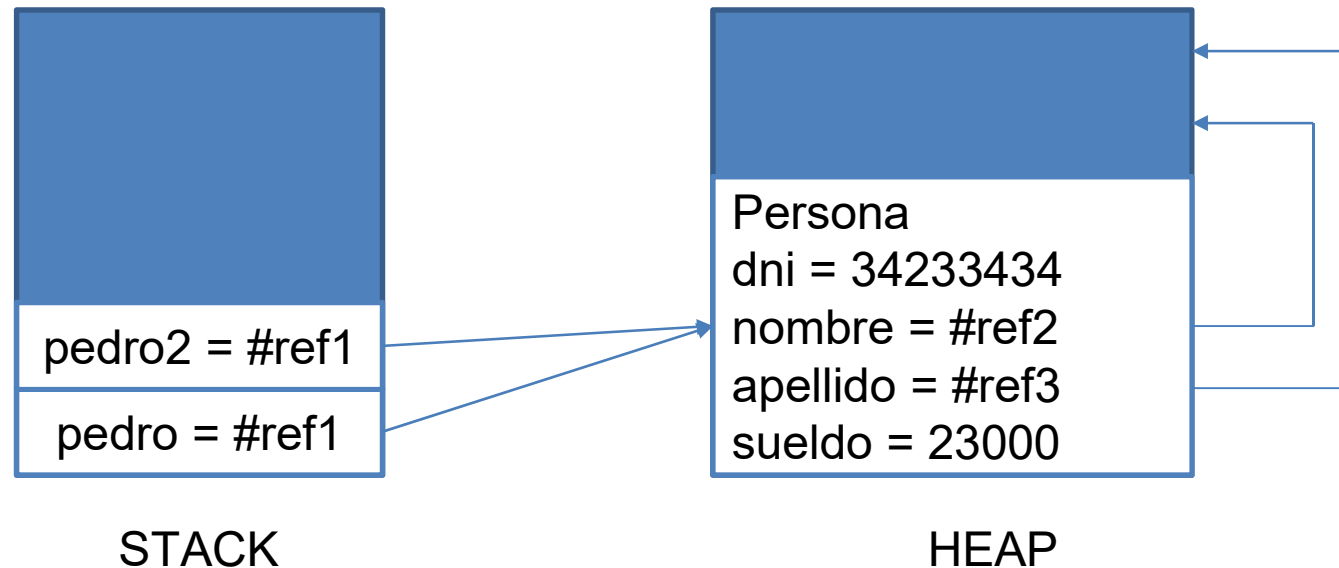 pedro2 = #ref1
pedro = #ref1
STACK
Persona
dni = 34233434
nombre = #ref2
apellido = #ref3
sueldo = 23000
HEAP